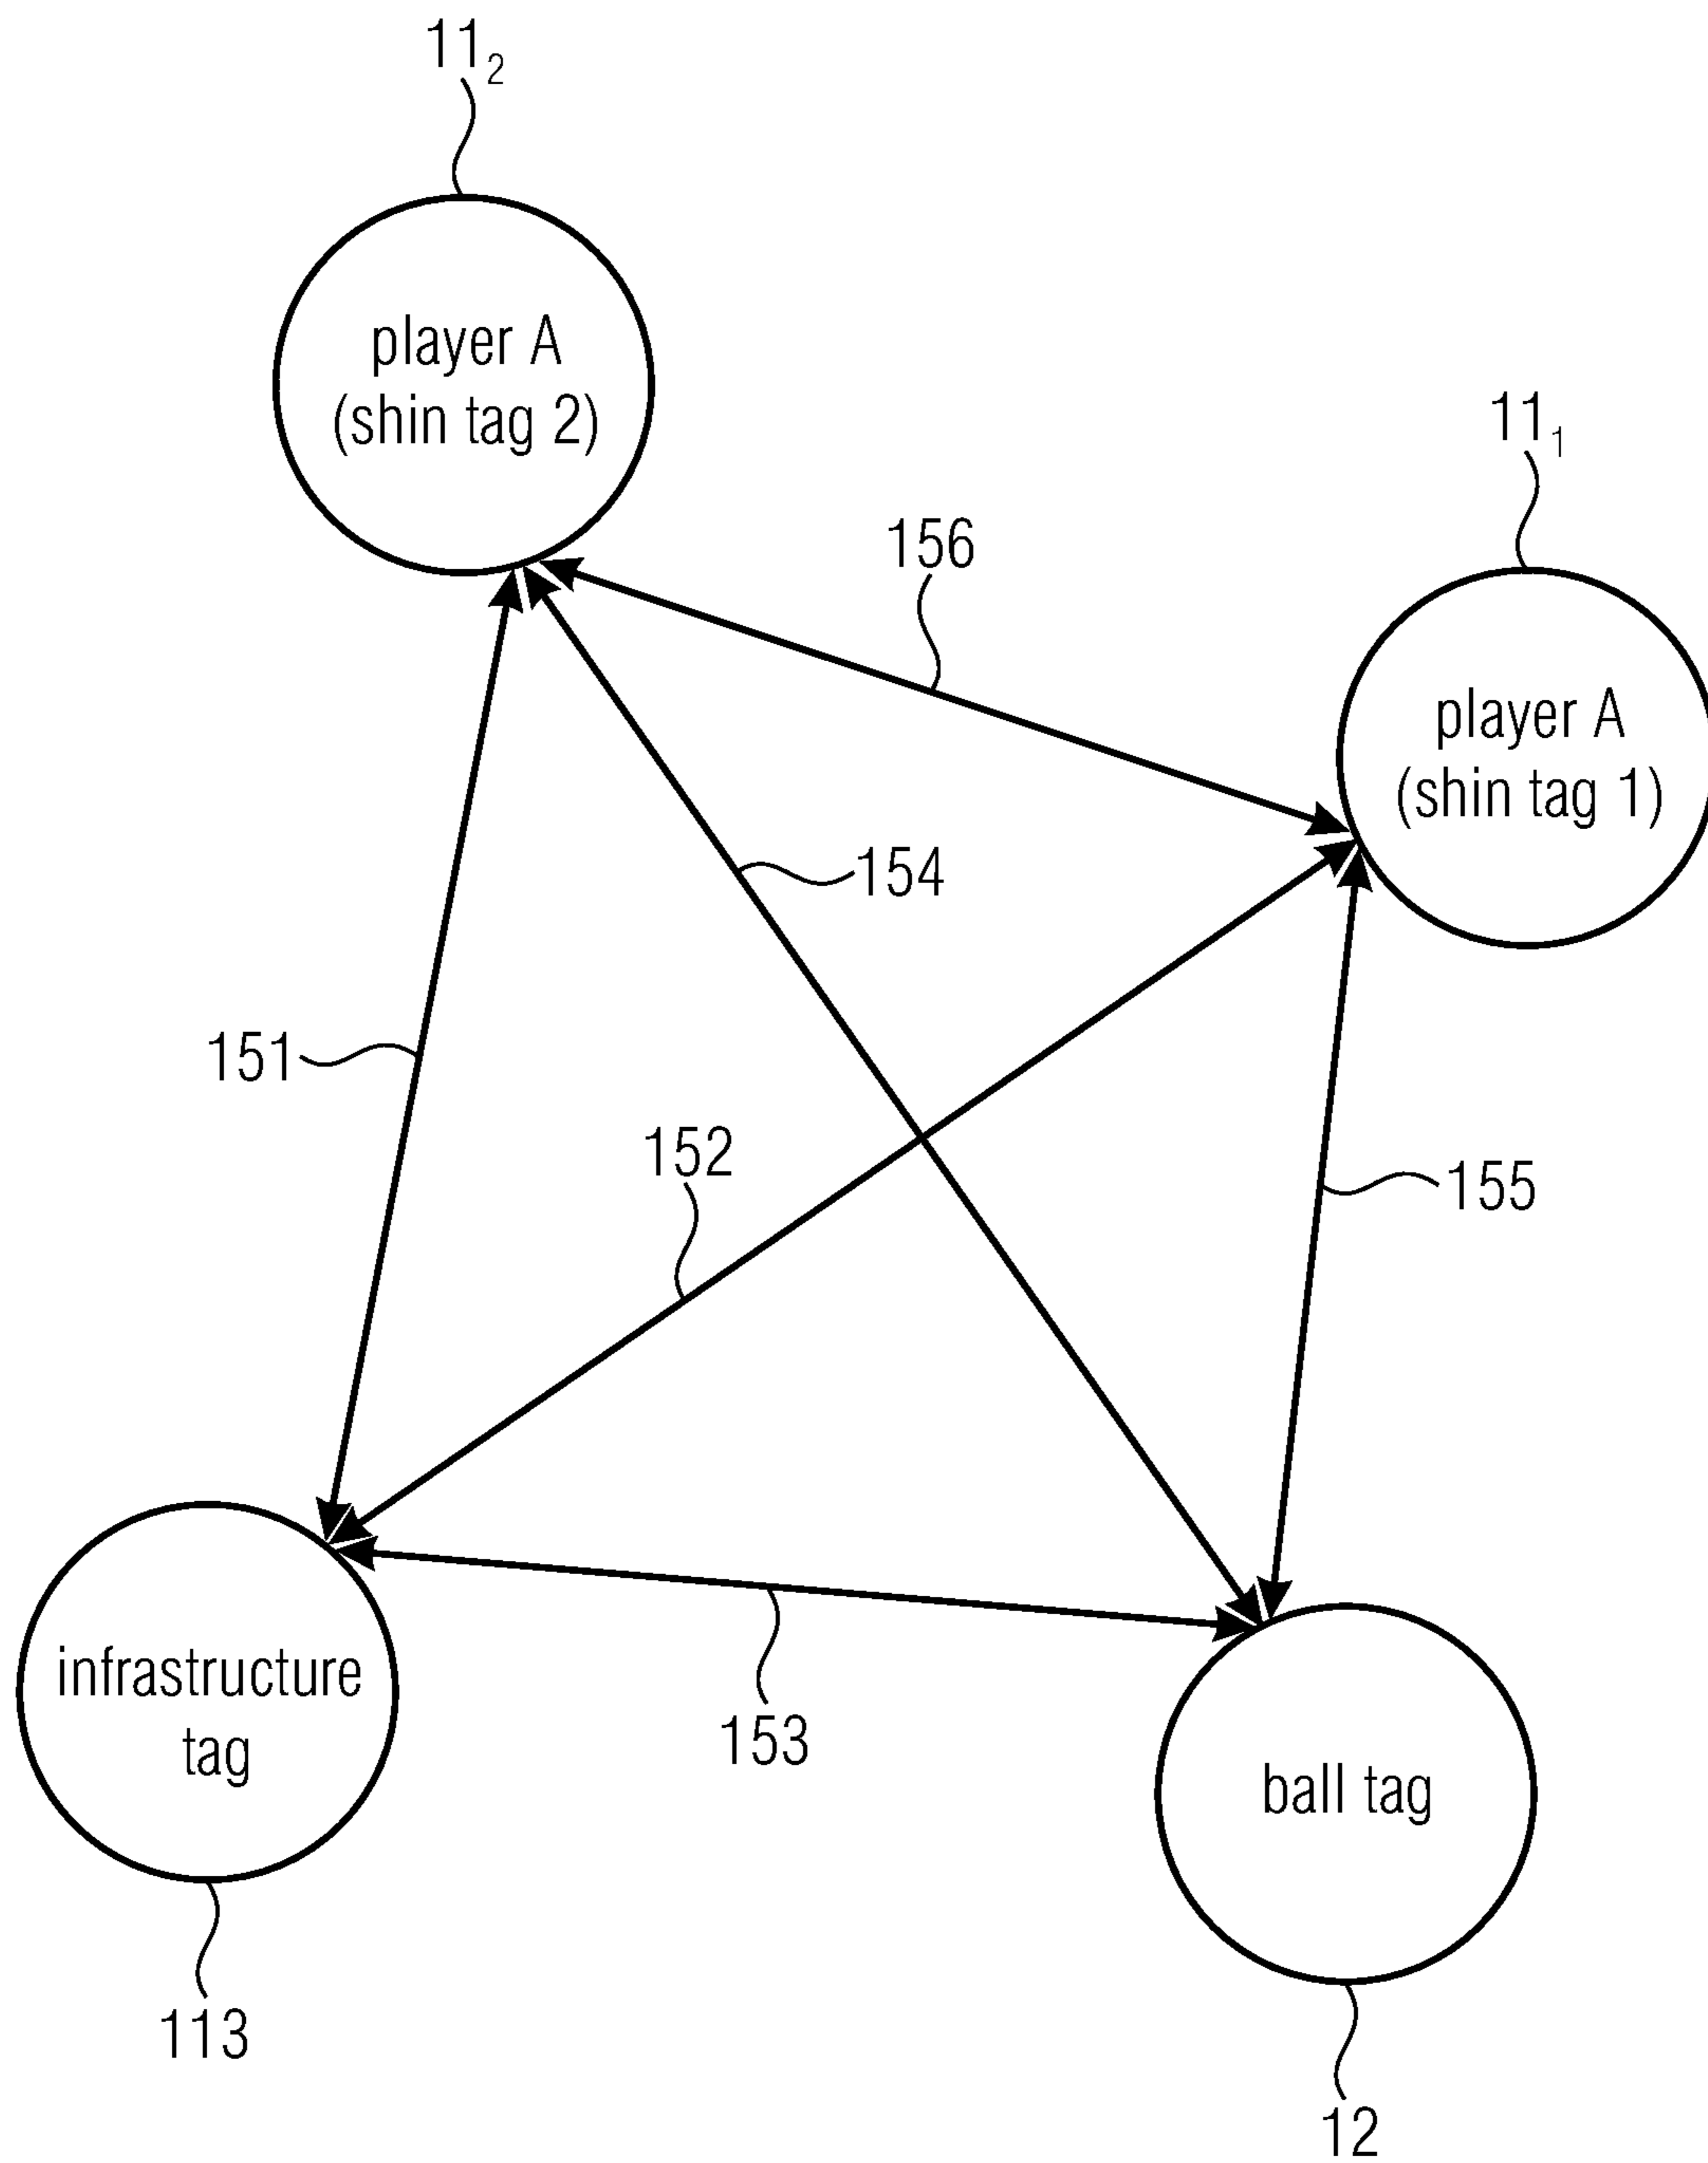 11₂
player A
(shin tag 2)
11₁
156
player A
(shin tag 1)
154
151
152
155
infrastructure
tag
153
ball tag
113
12